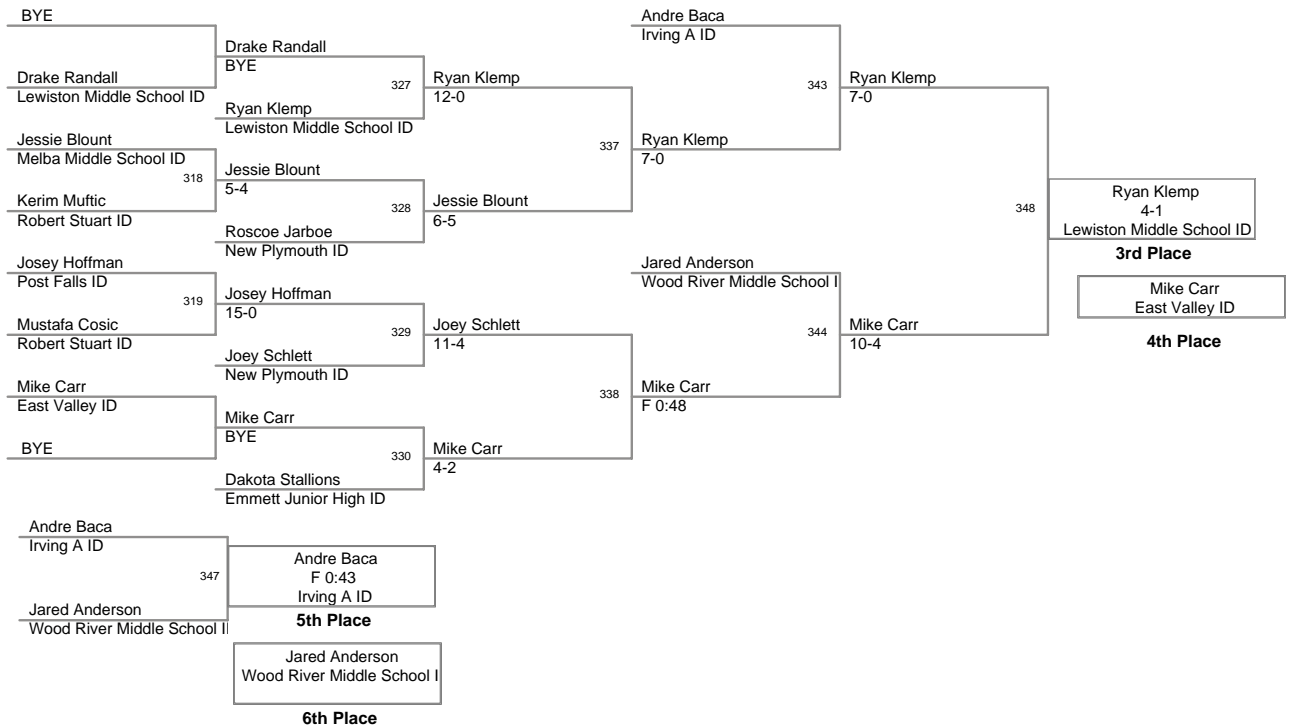 BYE
Drake Randall
Lewiston Middle School ID
Jessie Blount
Melba Middle School ID
318
Kerim Muftic
Robert Stuart ID
Josey Hoffman
Post Falls ID
319
Mustafa Cosic
Robert Stuart ID
Mike Carr
East Valley ID
BYE
Drake Randall
BYE
327
Ryan Klemp
Lewiston Middle School ID
Jessie Blount
5-4
328
Roscoe Jarboe
New Plymouth ID
Josey Hoffman
15-0
329
Joey Schlett
New Plymouth ID
Mike Carr
BYE
330
Dakota Stallions
Emmett Junior High ID
Ryan Klemp
12-0
337
Jessie Blount
6-5
Joey Schlett
11-4
338
Mike Carr
4-2
Andre Baca
Irving A ID
343
Ryan Klemp
7-0
Jared Anderson
Wood River Middle School I
344
Mike Carr
F 0:48
Ryan Klemp
7-0
348
Mike Carr
10-4
Ryan Klemp
4-1
Lewiston Middle School ID
3rd Place
Mike Carr
East Valley ID
4th Place
Andre Baca
Irving A ID
347
Jared Anderson
Wood River Middle School I
Andre Baca
F 0:43
Irving A ID
5th Place
Jared Anderson
Wood River Middle School I
6th Place